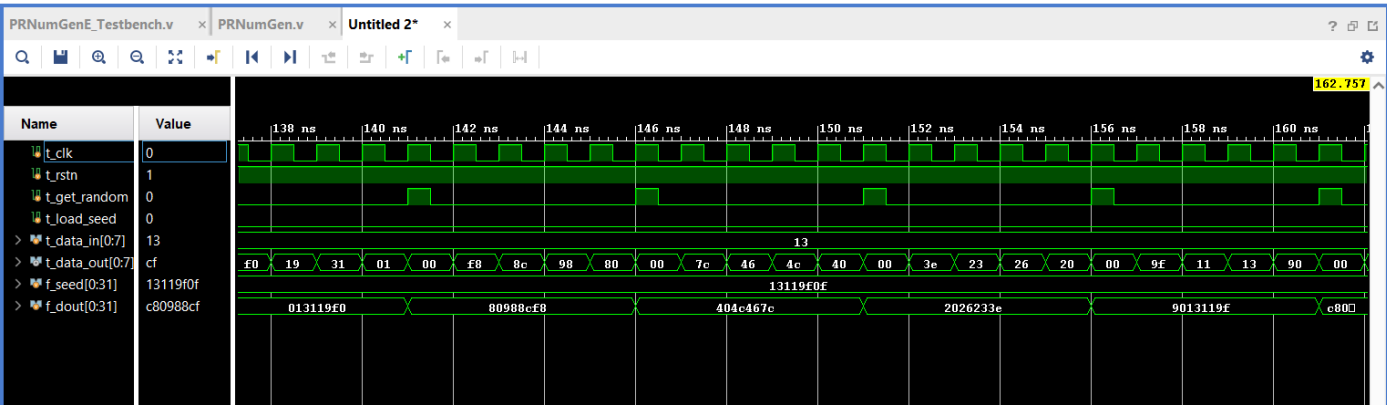 PRNumGenE_Testbench.v × PRNumGen.v × Untitled 2* ×
162.757
Name Value
138 ns 140 ns 142 ns 144 ns 146 ns 148 ns 150 ns 152 ns 154 ns 156 ns 158 ns 160 ns
t_clk 0
t_rstn 1
t_get_random 0
t_load_seed 0
t_data_in[0:7] 13 13
t_data_out[0:7] cf f0 19 31 01 00 f8 8c 98 80 00 7c 46 4c 40 00 3e 23 26 20 00 9f 11 13 90 00
f_seed[0:31] 13119f0f 13119f0f
f_dout[0:31] c80988cf 013119f0 80988cf8 404c467c 2026233e 9013119f c80